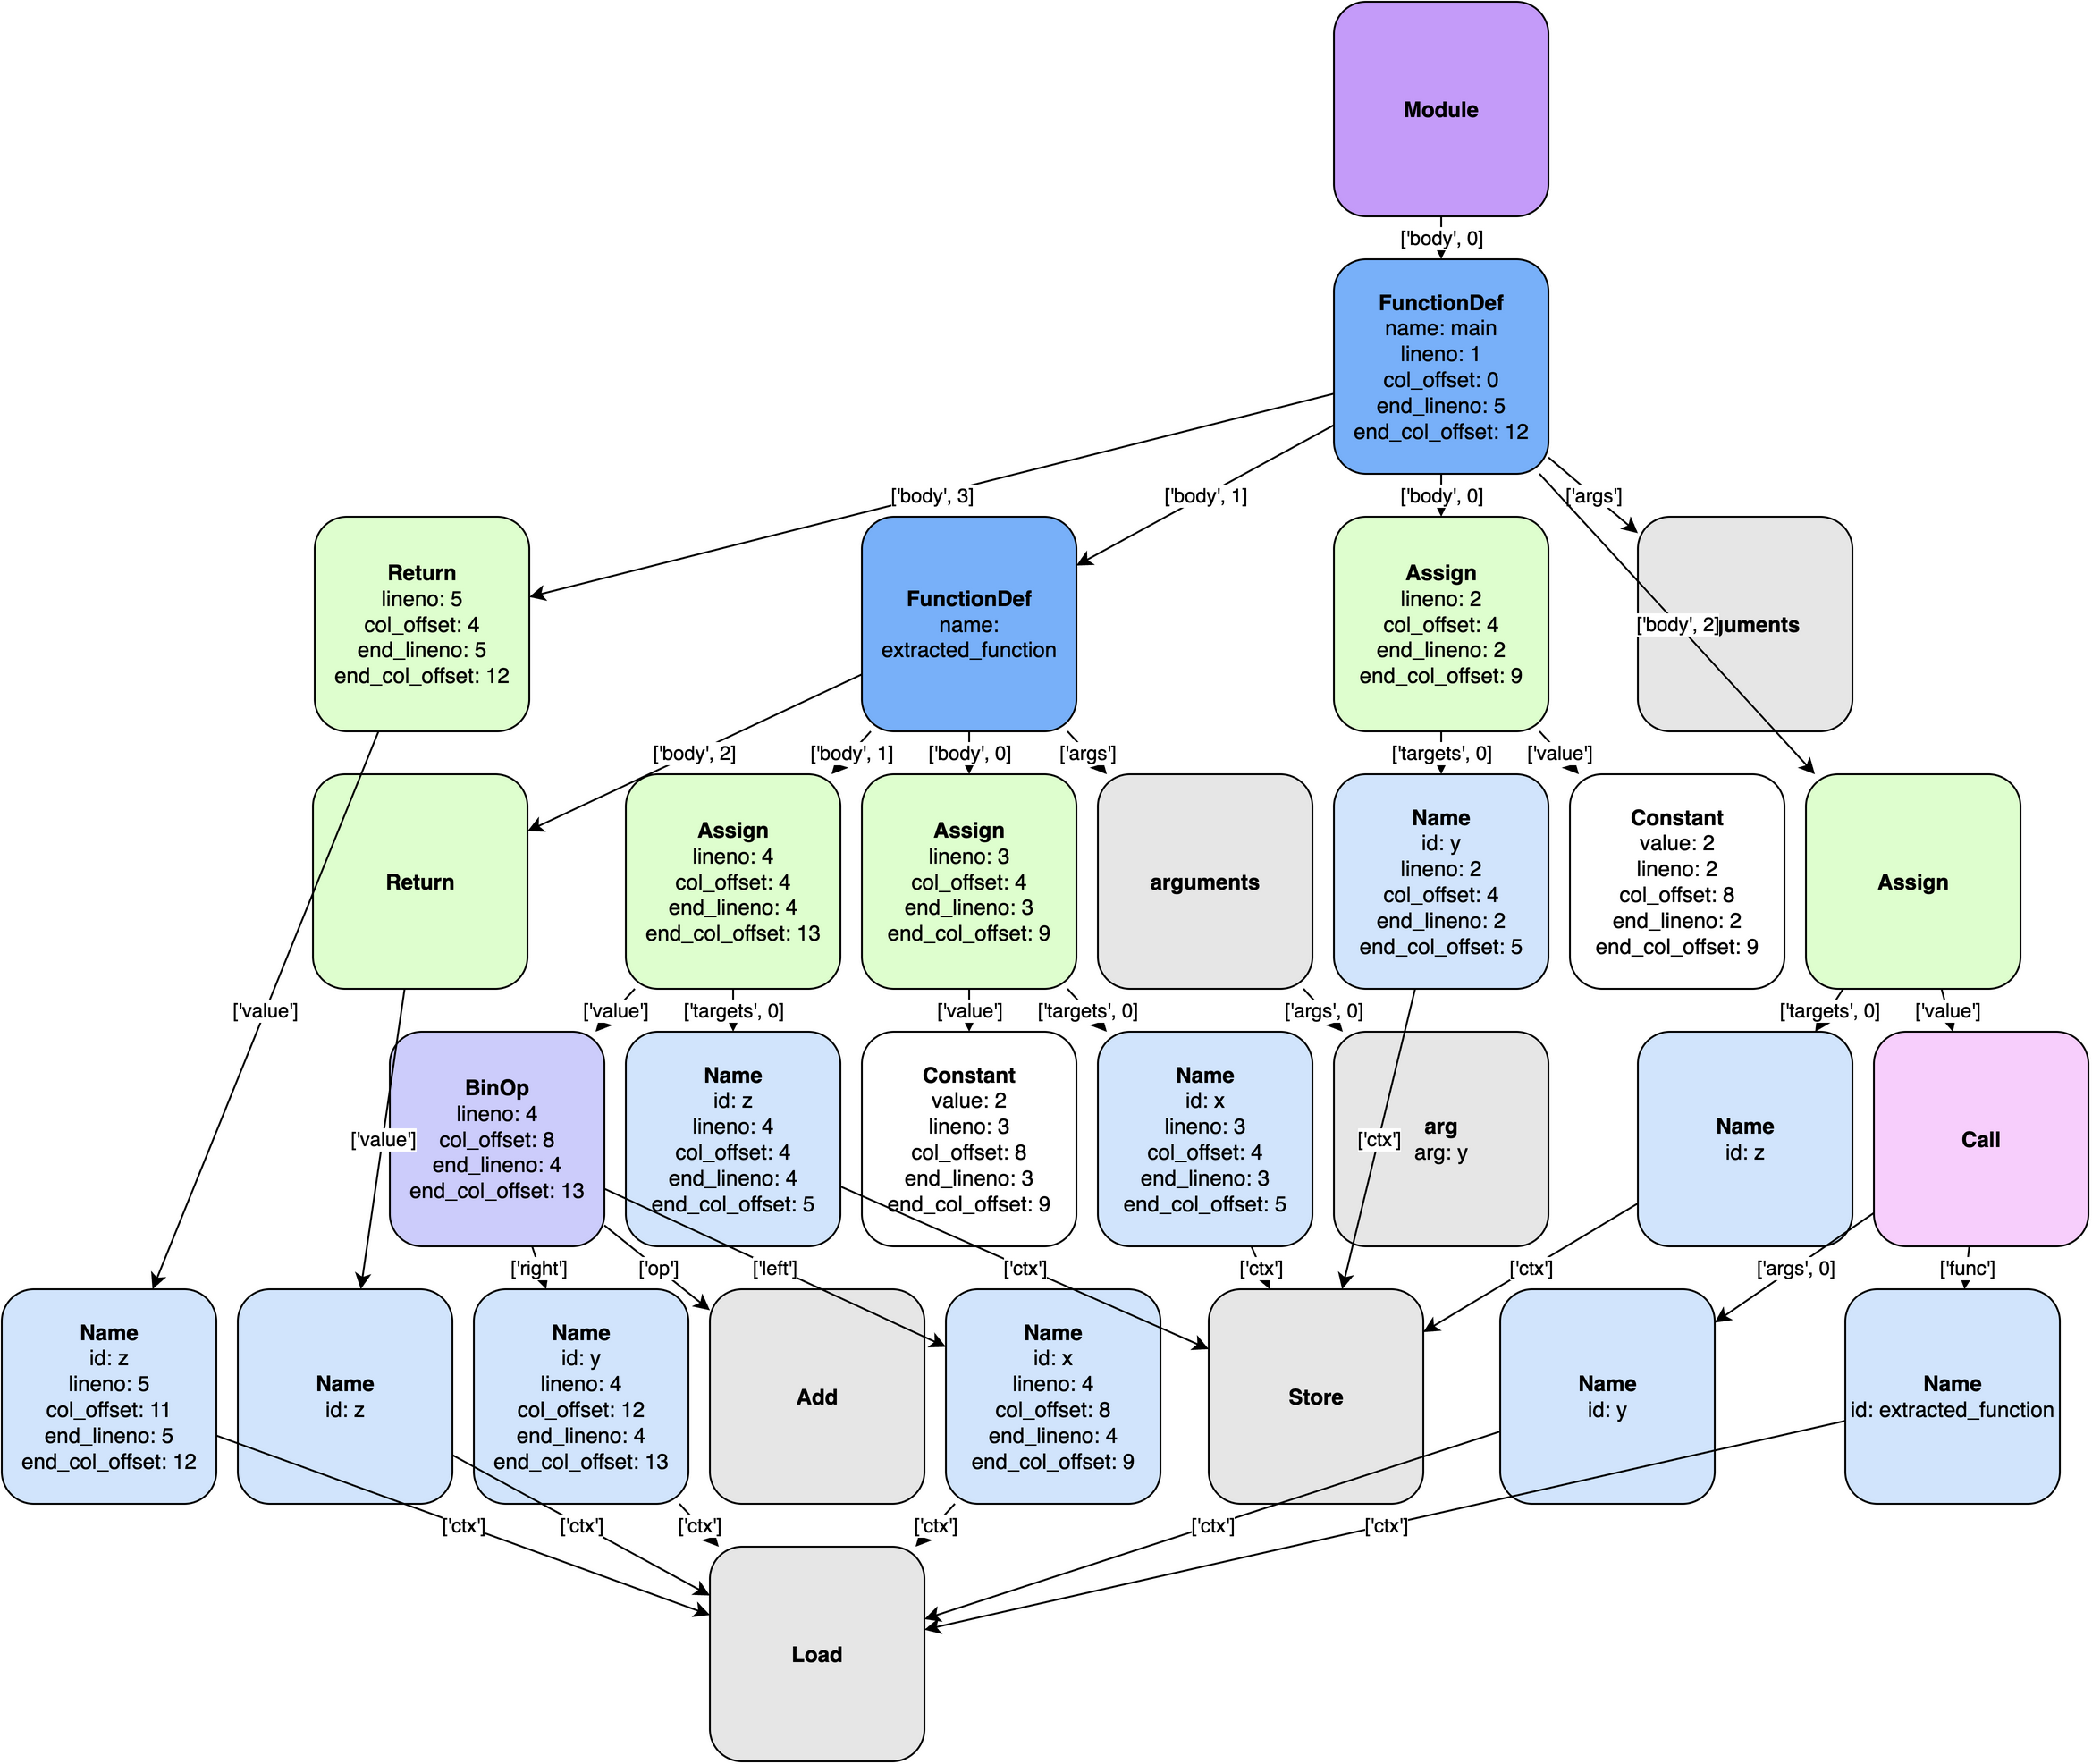 Module
['body', 0]
FunctionDef
name: main
lineno: 1
col_offset: 0
end_lineno: 5
end_col_offset: 12
['body', 3]
['body', 1]
['body', 0]
['args']
Return
lineno: 5
col_offset: 4
end_lineno: 5
end_col_offset: 12
FunctionDef
name:
extracted_function
Assign
lineno: 2
col_offset: 4
end_lineno: 2
end_col_offset: 9
['body', 2]
guments
['body', 2]
['body', 1]
['body', 0]
['args']
['targets', 0]
['value']
Return
Assign
lineno: 4
col_offset: 4
end_lineno: 4
end_col_offset: 13
Assign
lineno: 3
col_offset: 4
end_lineno: 3
end_col_offset: 9
arguments
Name
id: y
lineno: 2
col_offset: 4
end_lineno: 2
end_col_offset: 5
Constant
value: 2
lineno: 2
col_offset: 8
end_lineno: 2
end_col_offset: 9
Assign
['value']
['value']
['targets', 0]
['value']
['targets', 0]
['args', 0]
['targets', 0]
['value']
['value']
BinOp
lineno: 4
col_offset: 8
end_lineno: 4
end_col_offset: 13
Name
id: z
lineno: 4
col_offset: 4
end_lineno: 4
end_col_offset: 5
Constant
value: 2
lineno: 3
col_offset: 8
end_lineno: 3
end_col_offset: 9
Name
id: x
lineno: 3
col_offset: 4
end_lineno: 3
end_col_offset: 5
['ctx']
arg
arg: y
Name
id: z
Call
['right']
['op']
['left']
['ctx']
['ctx']
['ctx']
['args', 0]
['func']
Name
id: z
lineno: 5
col_offset: 11
end_lineno: 5
end_col_offset: 12
Name
id: z
Name
id: y
lineno: 4
col_offset: 12
end_lineno: 4
end_col_offset: 13
Add
Name
id: x
lineno: 4
col_offset: 8
end_lineno: 4
end_col_offset: 9
Store
Name
id: y
Name
id: extracted_function
['ctx']
['ctx']
['ctx']
['ctx']
['ctx']
['ctx']
Load